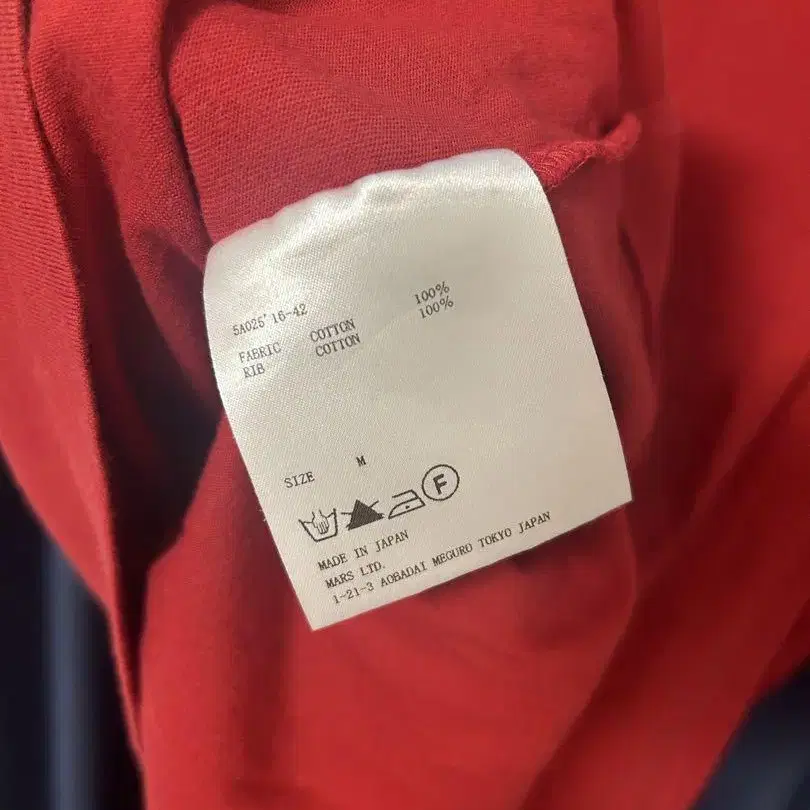 5A025'16-42
FABRIC COTTON 100%
RIB COTTON 100%
SIZE M
F
MADE IN JAPAN
MARS LTD.
1-21-3 AOBADAI MEGURO TOKYO JAPAN